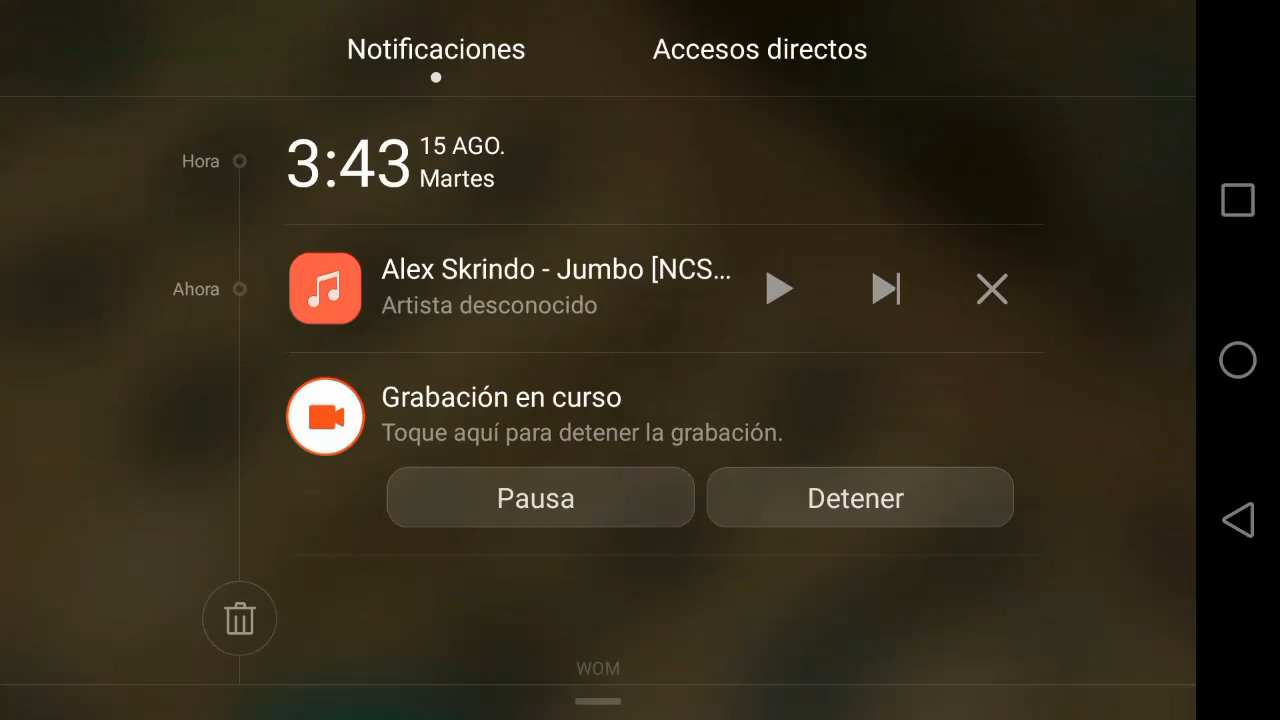 Notificaciones
Accesos directos
Hora
3:43
15 AGO.
Martes
Ahora
Alex Skrindo - Jumbo [NCS...
Artista desconocido
Grabación en curso
Toque aquí para detener la grabación.
Pausa
Detener
WOM